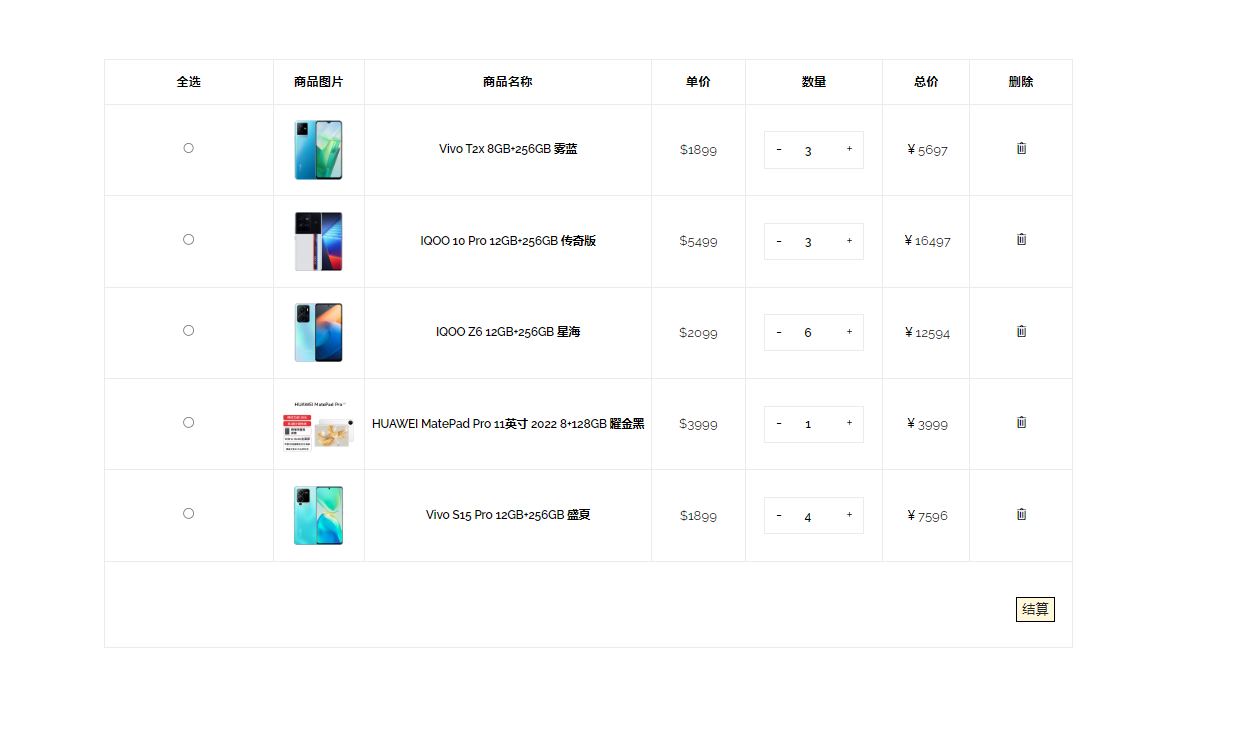 全选 商品图片 商品名称 单价 数量 总价 删除
Vivo T2x 8GB+256GB 雾蓝 $1899 - 3 + ¥ 5697
IQOO 10 Pro 12GB+256GB 传奇版 $5499 - 3 + ¥ 16497
IQOO Z6 12GB+256GB 星海 $2099 - 6 + ¥ 12594
HUAWEI MatePad Pro
HUAWEI MatePad Pro 11英寸 2022 8+128GB 曜金黑 $3999 - 1 + ¥ 3999
Vivo S15 Pro 12GB+256GB 盛夏 $1899 - 4 + ¥ 7596
结算